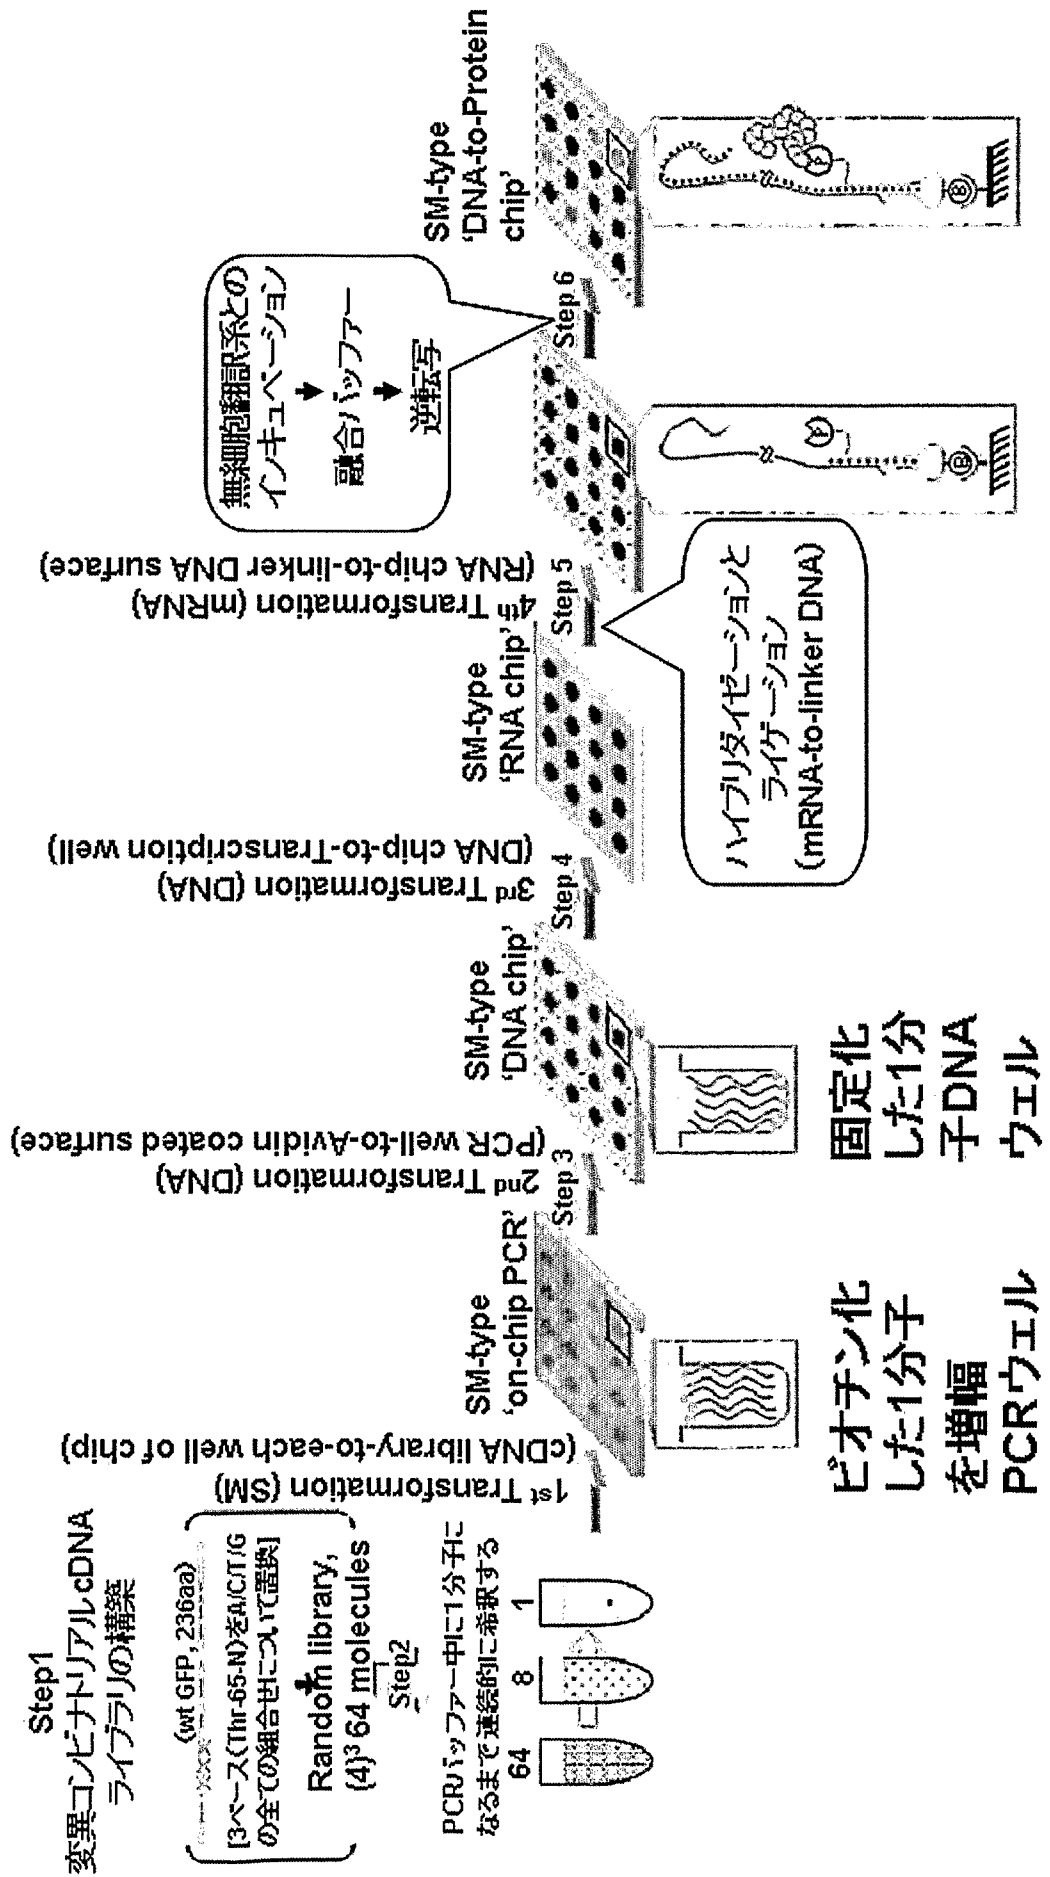 Step1
変異コンビナトリアルcDNA
ライブラリの構築
(wt GFP, 236aa)
[3ベース(Thr-65-N)をA/C/T/G
の全ての組合せについて置換]
Random library,
(4)³ 64 molecules
Step2
PCRバッファー中に1分子に
なるまで連続的に希釈する
64
8
1
1st Transformation (SM)
(cDNA library-to-each well of chip)
SM-type
'on-chip PCR'
ビオチン化
した1分子
を増幅
PCRウェル
Step 3
2nd Transformation (DNA)
(PCR well-to-Avidin coated surface)
SM-type
'DNA chip'
固定化
した1分
子DNA
ウェル
Step 4
3rd Transformation (DNA)
(DNA chip-to-Transcription well)
SM-type
'RNA chip'
Step 5
4th Transformation (mRNA)
(RNA chip-to-linker DNA surface)
ハイブリダイゼーションと
ライゲーション
(mRNA-to-linker DNA)
P
B
Step 6
無細胞翻訳系との
インキュベーション
融合バッファー
逆転写
SM-type
'DNA-to-Protein
chip'
P
B